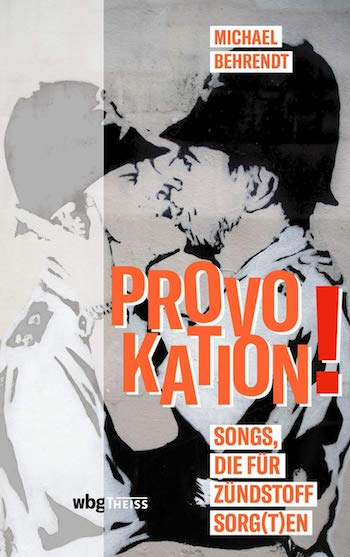 MICHAEL
BEHRENDT
PROVO
KATION!
SONGS,
DIE FÜR
ZÜNDSTOFF
SORG(T)EN
wbg THEISS